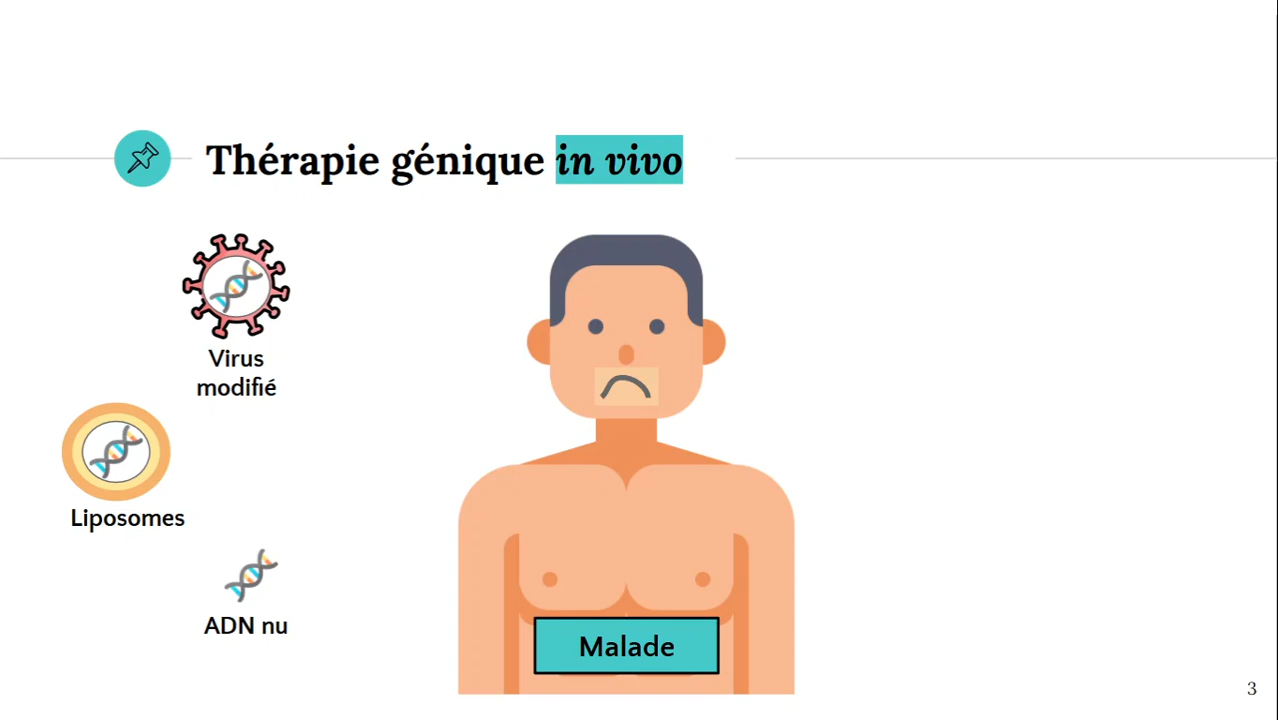 Thérapie génique in vivo
Virus
modifié
Liposomes
ADN nu
Malade
3